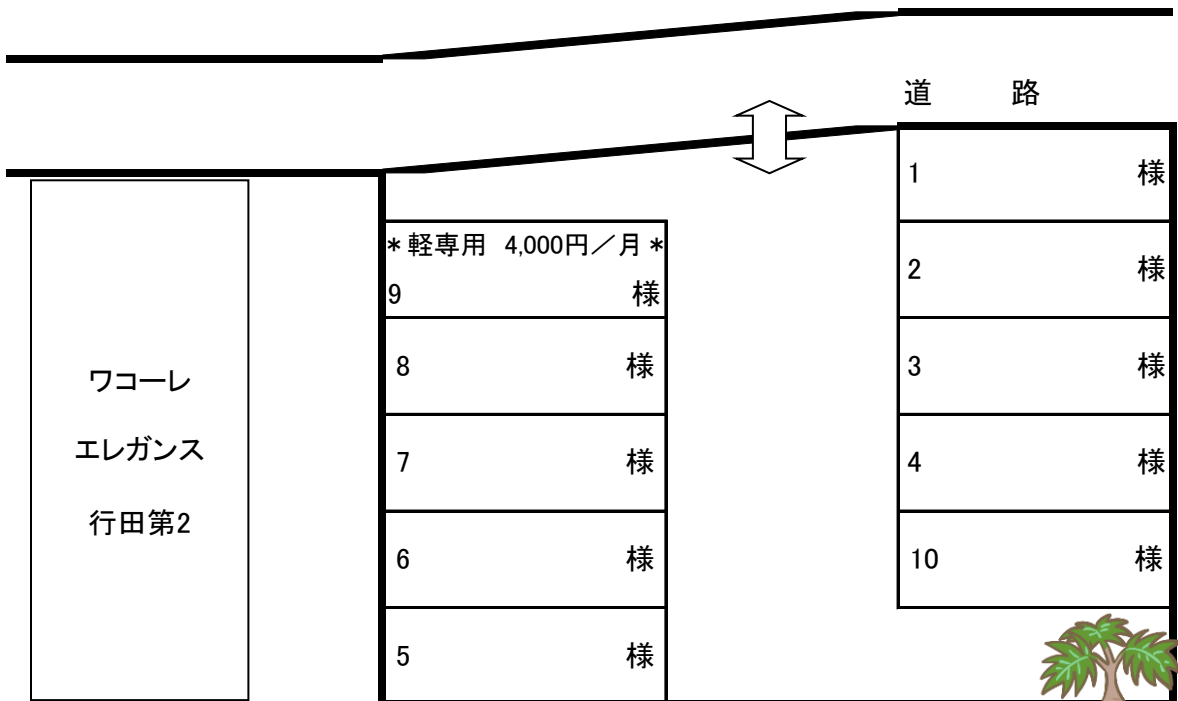 道 路
1 様
2 様
3 様
4 様
10 様
*軽専用 4,000円／月*
9 様
8 様
7 様
6 様
5 様
ワコーレ
エレガンス
行田第2